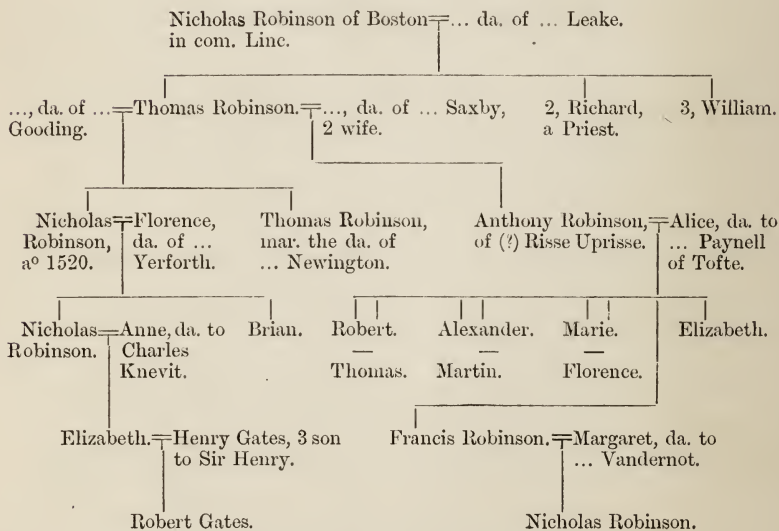 Nicholas Robinson of Boston ... da. of ... Leake.
in com. Linc.
..., da. of ... Gooding.
Thomas Robinson.
..., da. of ... Saxby,
2 wife.
2, Richard,
a Priest.
3, William.
Nicholas
Robinson,
aº 1520.
Florence,
da. of ...
Yerforth.
Thomas Robinson,
mar. the da. of
... Newington.
Anthony Robinson,
of (?) Risse Uprisse.
Alice, da. to
... Paynell
of Tofte.
Nicholas
Robinson.
Anne, da. to
Charles
Knevit.
Brian.
Robert.
Thomas.
Alexander.
Martin.
Marie.
Florence.
Elizabeth.
Elizabeth.
Henry Gates, 3 son
to Sir Henry.
Francis Robinson.
Margaret, da. to
... Vandernot.
Robert Gates.
Nicholas Robinson.